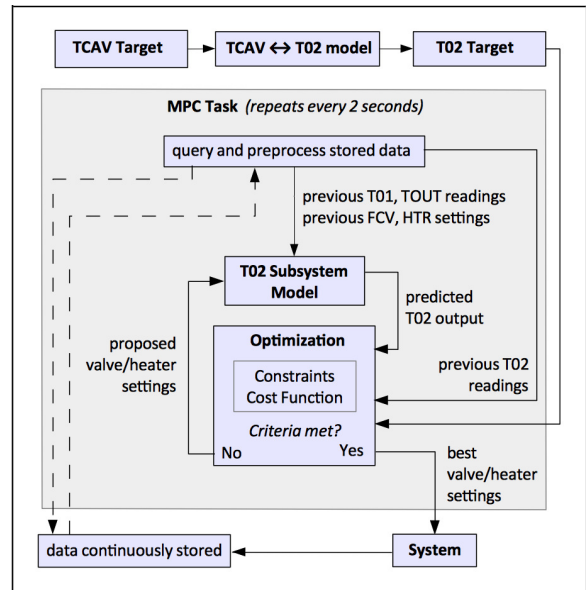 TCAV Target
TCAV ↔ T02 model
T02 Target
MPC Task (repeats every 2 seconds)
query and preprocess stored data
previous T01, TOUT readings
previous FCV, HTR settings
T02 Subsystem
Model
predicted
T02 output
proposed
valve/heater
settings
Optimization
Constraints
Cost Function
Criteria met?
No
Yes
previous T02
readings
best
valve/heater
settings
data continuously stored
System